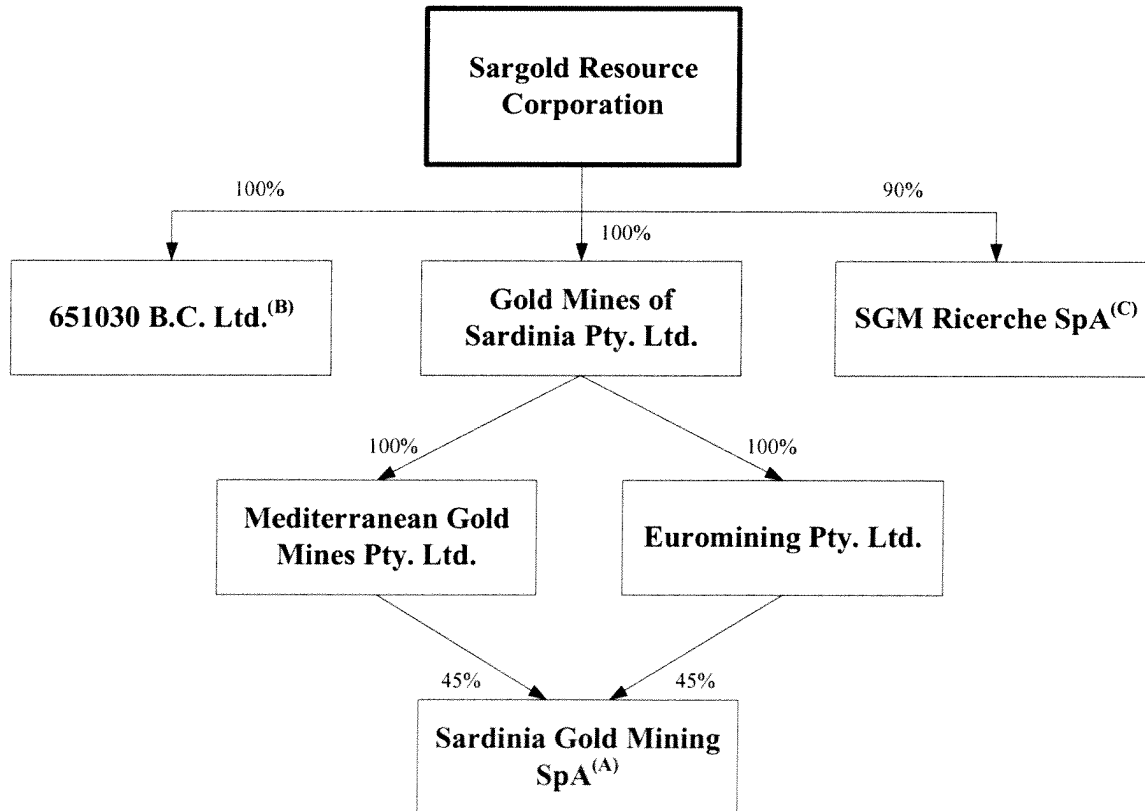 Sargold Resource
Corporation
100%
90%
100%
651030 B.C. Ltd.(B)
Gold Mines of
Sardinia Pty. Ltd.
SGM Ricerche SpA(C)
100%
100%
Mediterranean Gold
Mines Pty. Ltd.
Euromining Pty. Ltd.
45%
45%
Sardinia Gold Mining
SpA(A)